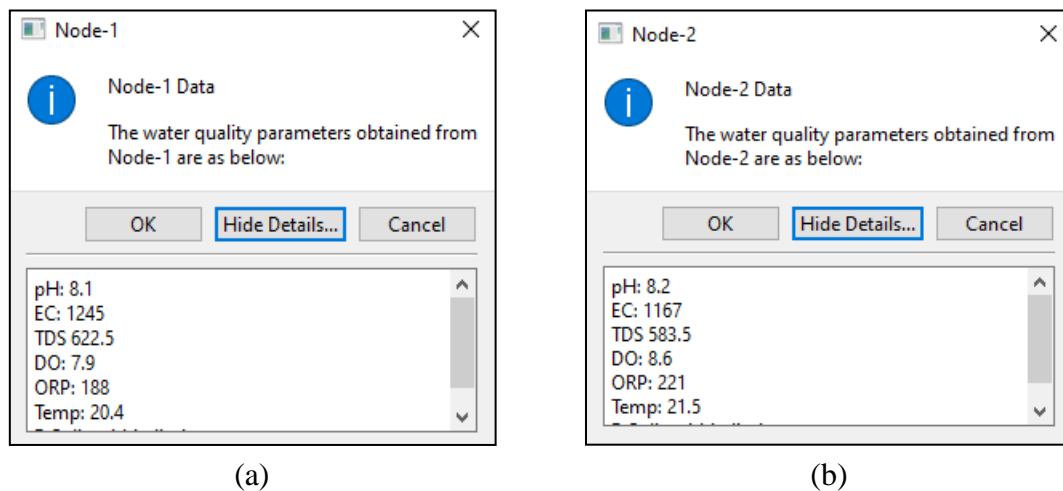 Node-1
Node-1 Data
The water quality parameters obtained from
Node-1 are as below:
OK
Hide Details...
Cancel
pH: 8.1
EC: 1245
TDS 622.5
DO: 7.9
ORP: 188
Temp: 20.4
(a)
Node-2
Node-2 Data
The water quality parameters obtained from
Node-2 are as below:
OK
Hide Details...
Cancel
pH: 8.2
EC: 1167
TDS 583.5
DO: 8.6
ORP: 221
Temp: 21.5
(b)